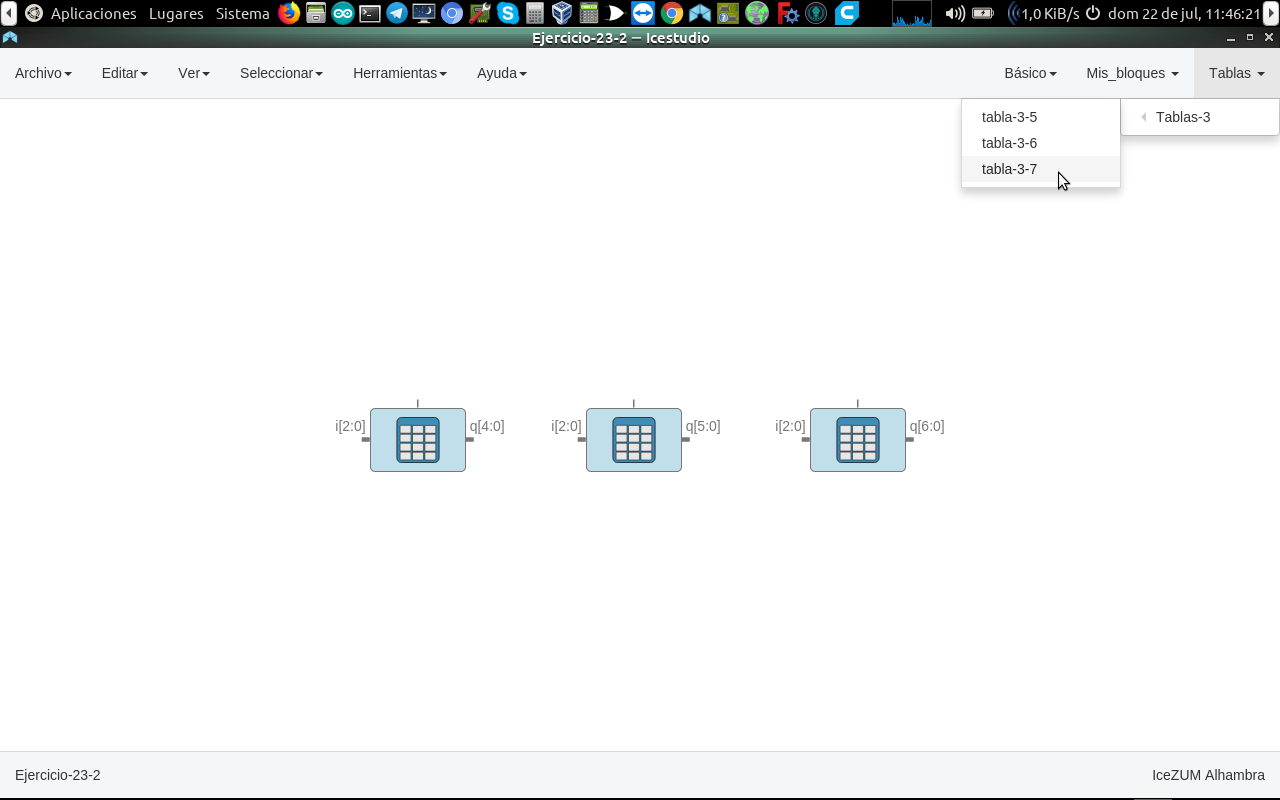 Aplicaciones Lugares Sistema 1,0 KiB/s dom 22 de jul, 11:46:21
Ejercicio-23-2 — Icestudio
Archivo Editar Ver Seleccionar Herramientas Ayuda Básico Mis_bloques Tablas
tabla-3-5 Tablas-3
tabla-3-6
tabla-3-7
i[2:0] q[4:0] i[2:0] q[5:0] i[2:0] q[6:0]
Ejercicio-23-2 IceZUM Alhambra